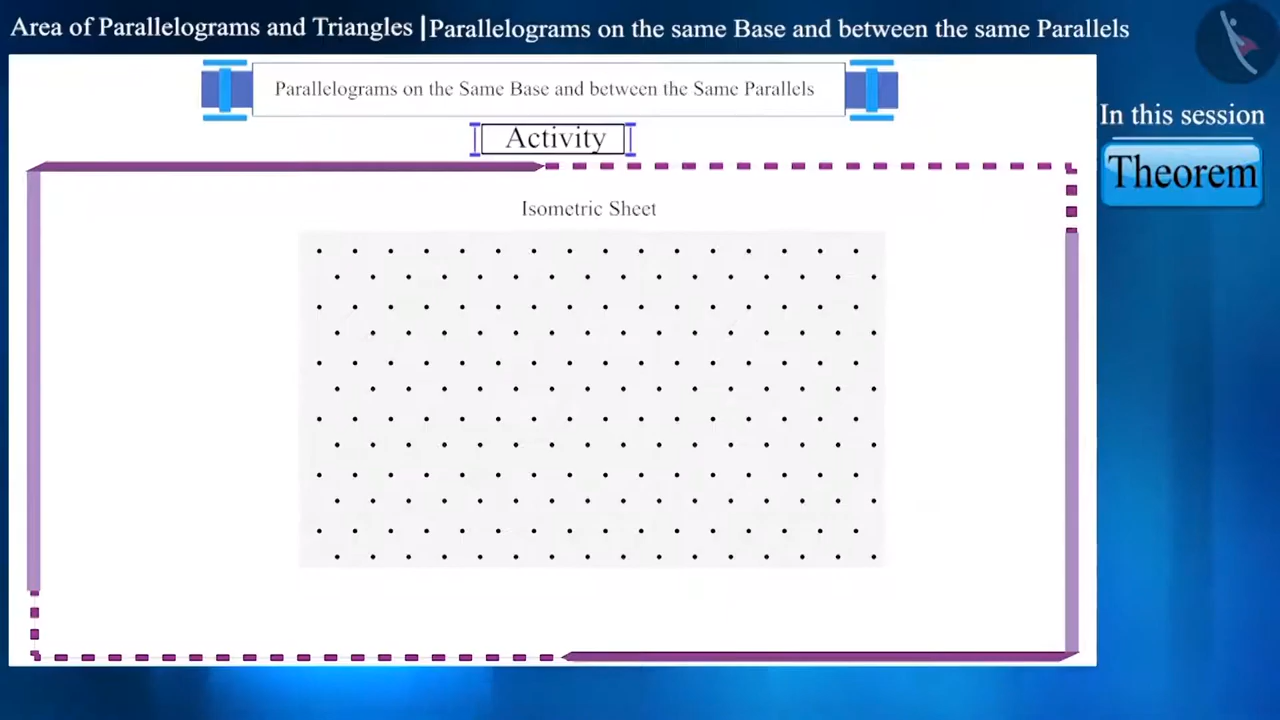 Area of Parallelograms and Triangles | Parallelograms on the same Base and between the same Parallels
Parallelograms on the Same Base and between the Same Parallels
In this session
Activity
Theorem
Isometric Sheet